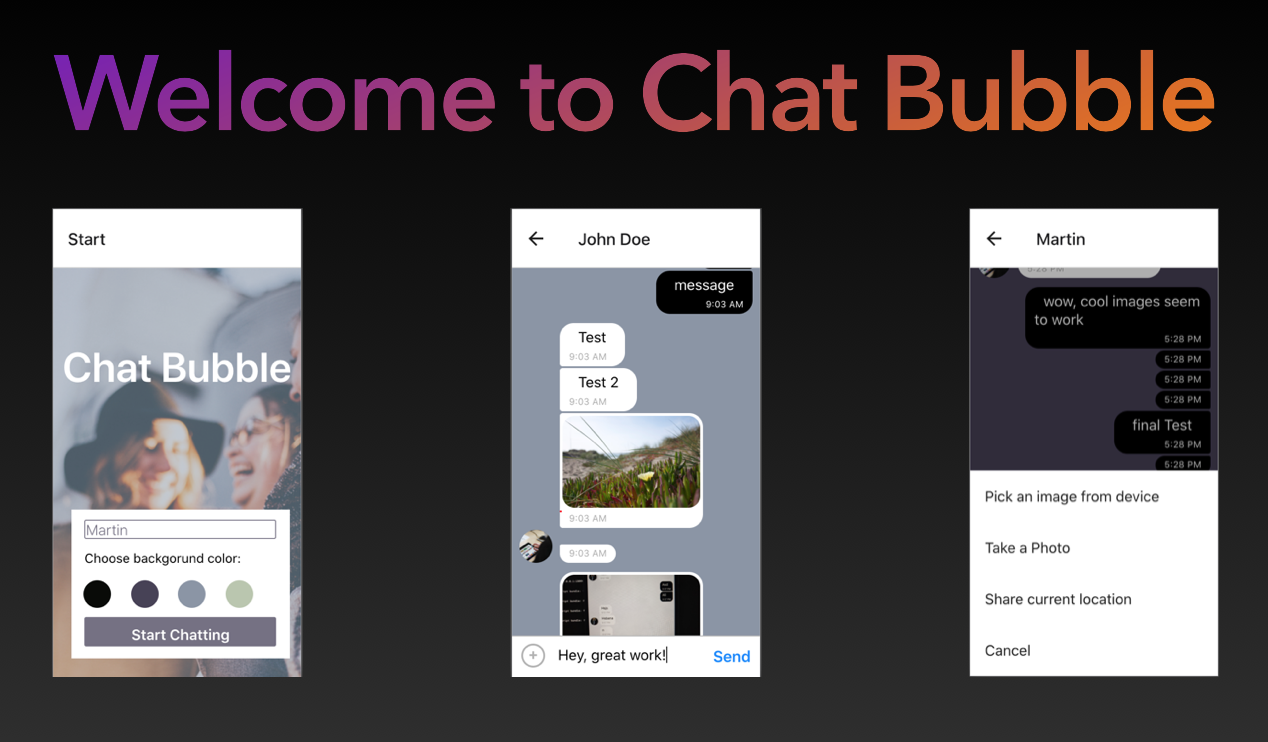 Welcome to Chat Bubble
Start
Chat Bubble
Martin
Choose backgorund color:
Start Chatting
John Doe
message
9:03 AM
Test
9:03 AM
Test 2
9:03 AM
9:03 AM
9:03 AM
Hey, great work!
Send
Martin
5:28 PM
wow, cool images seem
to work
5:28 PM
5:28 PM
5:28 PM
5:28 PM
final Test
5:28 PM
5:28 PM
Pick an image from device
Take a Photo
Share current location
Cancel